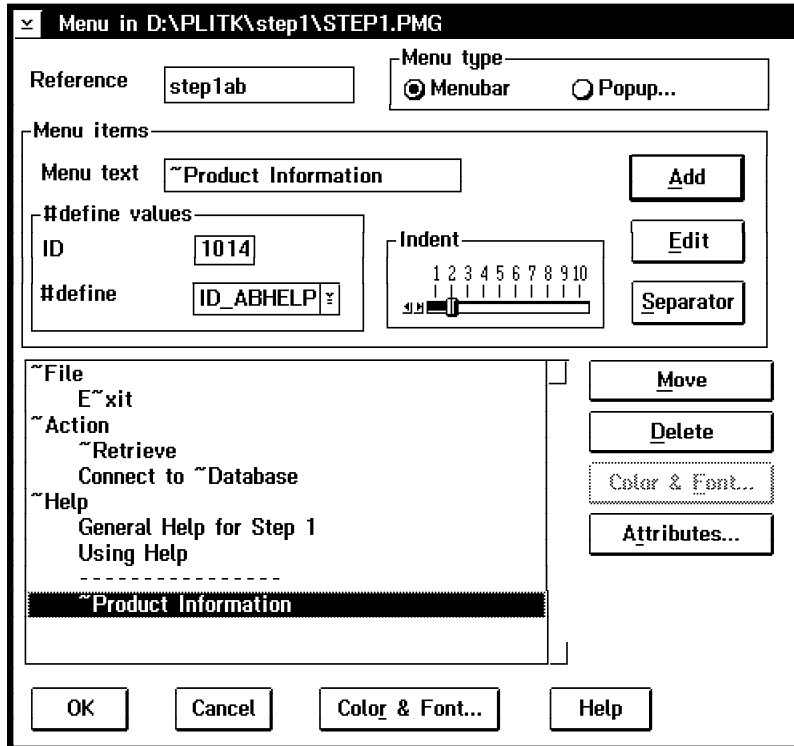 Menu in D:\PLITK\step1\STEP1.PMG
Menu type
Reference step1ab Menubar Popup...
Menu items
Menu text ~Product Information Add
#define values
ID 1014 Indent Edit
1 2 3 4 5 6 7 8 9 10
#define ID_ABHELP Separator
~File Move
E~xit
~Action Delete
~Retrieve
Connect to ~Database Color & Font...
~Help
General Help for Step 1 Attributes...
Using Help
----------------
~Product Information
OK Cancel Color & Font... Help